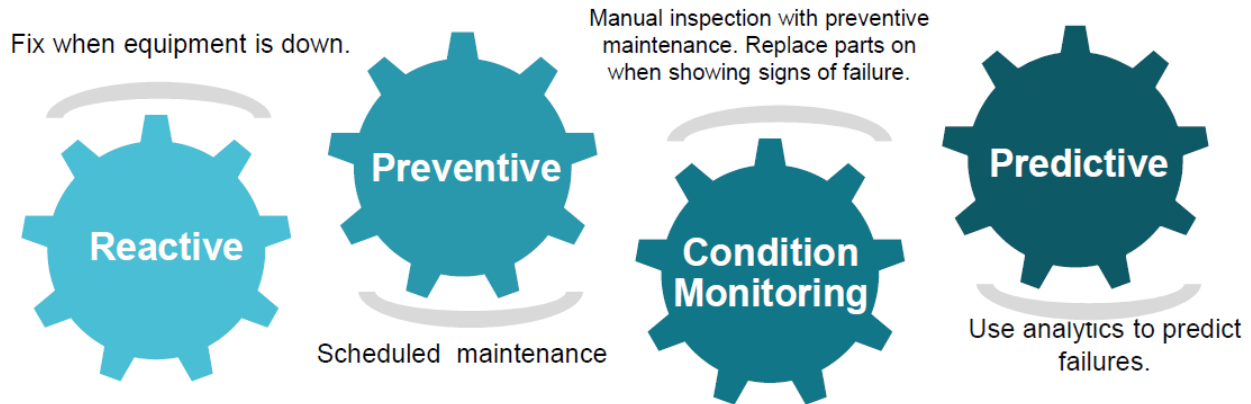 Fix when equipment is down.
Reactive
Preventive
Scheduled maintenance
Manual inspection with preventive
maintenance. Replace parts on
when showing signs of failure.
Condition
Monitoring
Predictive
Use analytics to predict
failures.